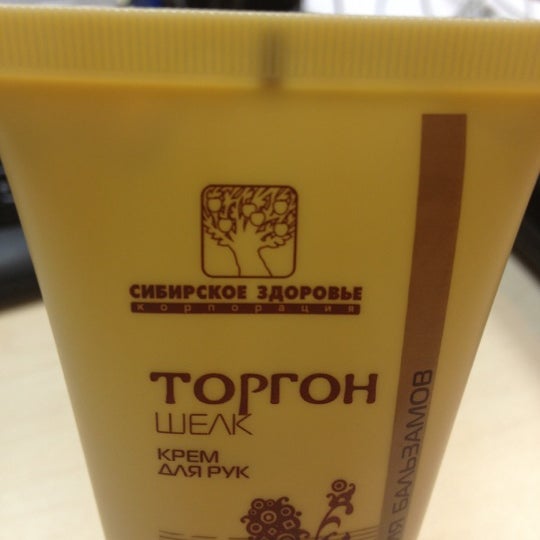 СИБИРСКОЕ ЗДОРОВЬЕ
корпорация
ТОРГОН
ШЕЛК
КРЕМ
ДЛЯ РУК
БАЛЬЗАМОВ